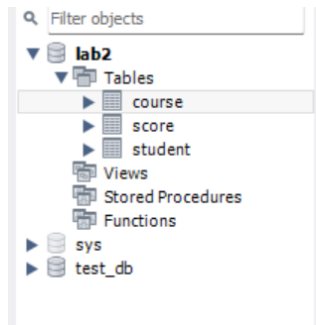 Filter objects
lab2
Tables
course
score
student
Views
Stored Procedures
Functions
sys
test_db